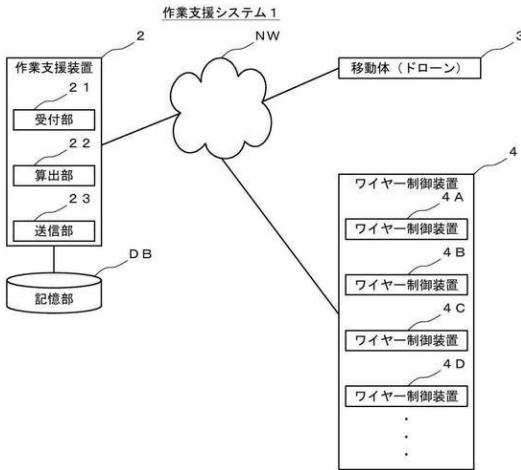 作業支援システム1
2
作業支援装置
21
受付部
22
算出部
23
送信部
DB
記憶部
NW
3
移動体（ドローン）
4
ワイヤー制御装置
4A
ワイヤー制御装置
4B
ワイヤー制御装置
4C
ワイヤー制御装置
4D
ワイヤー制御装置
・
・
・